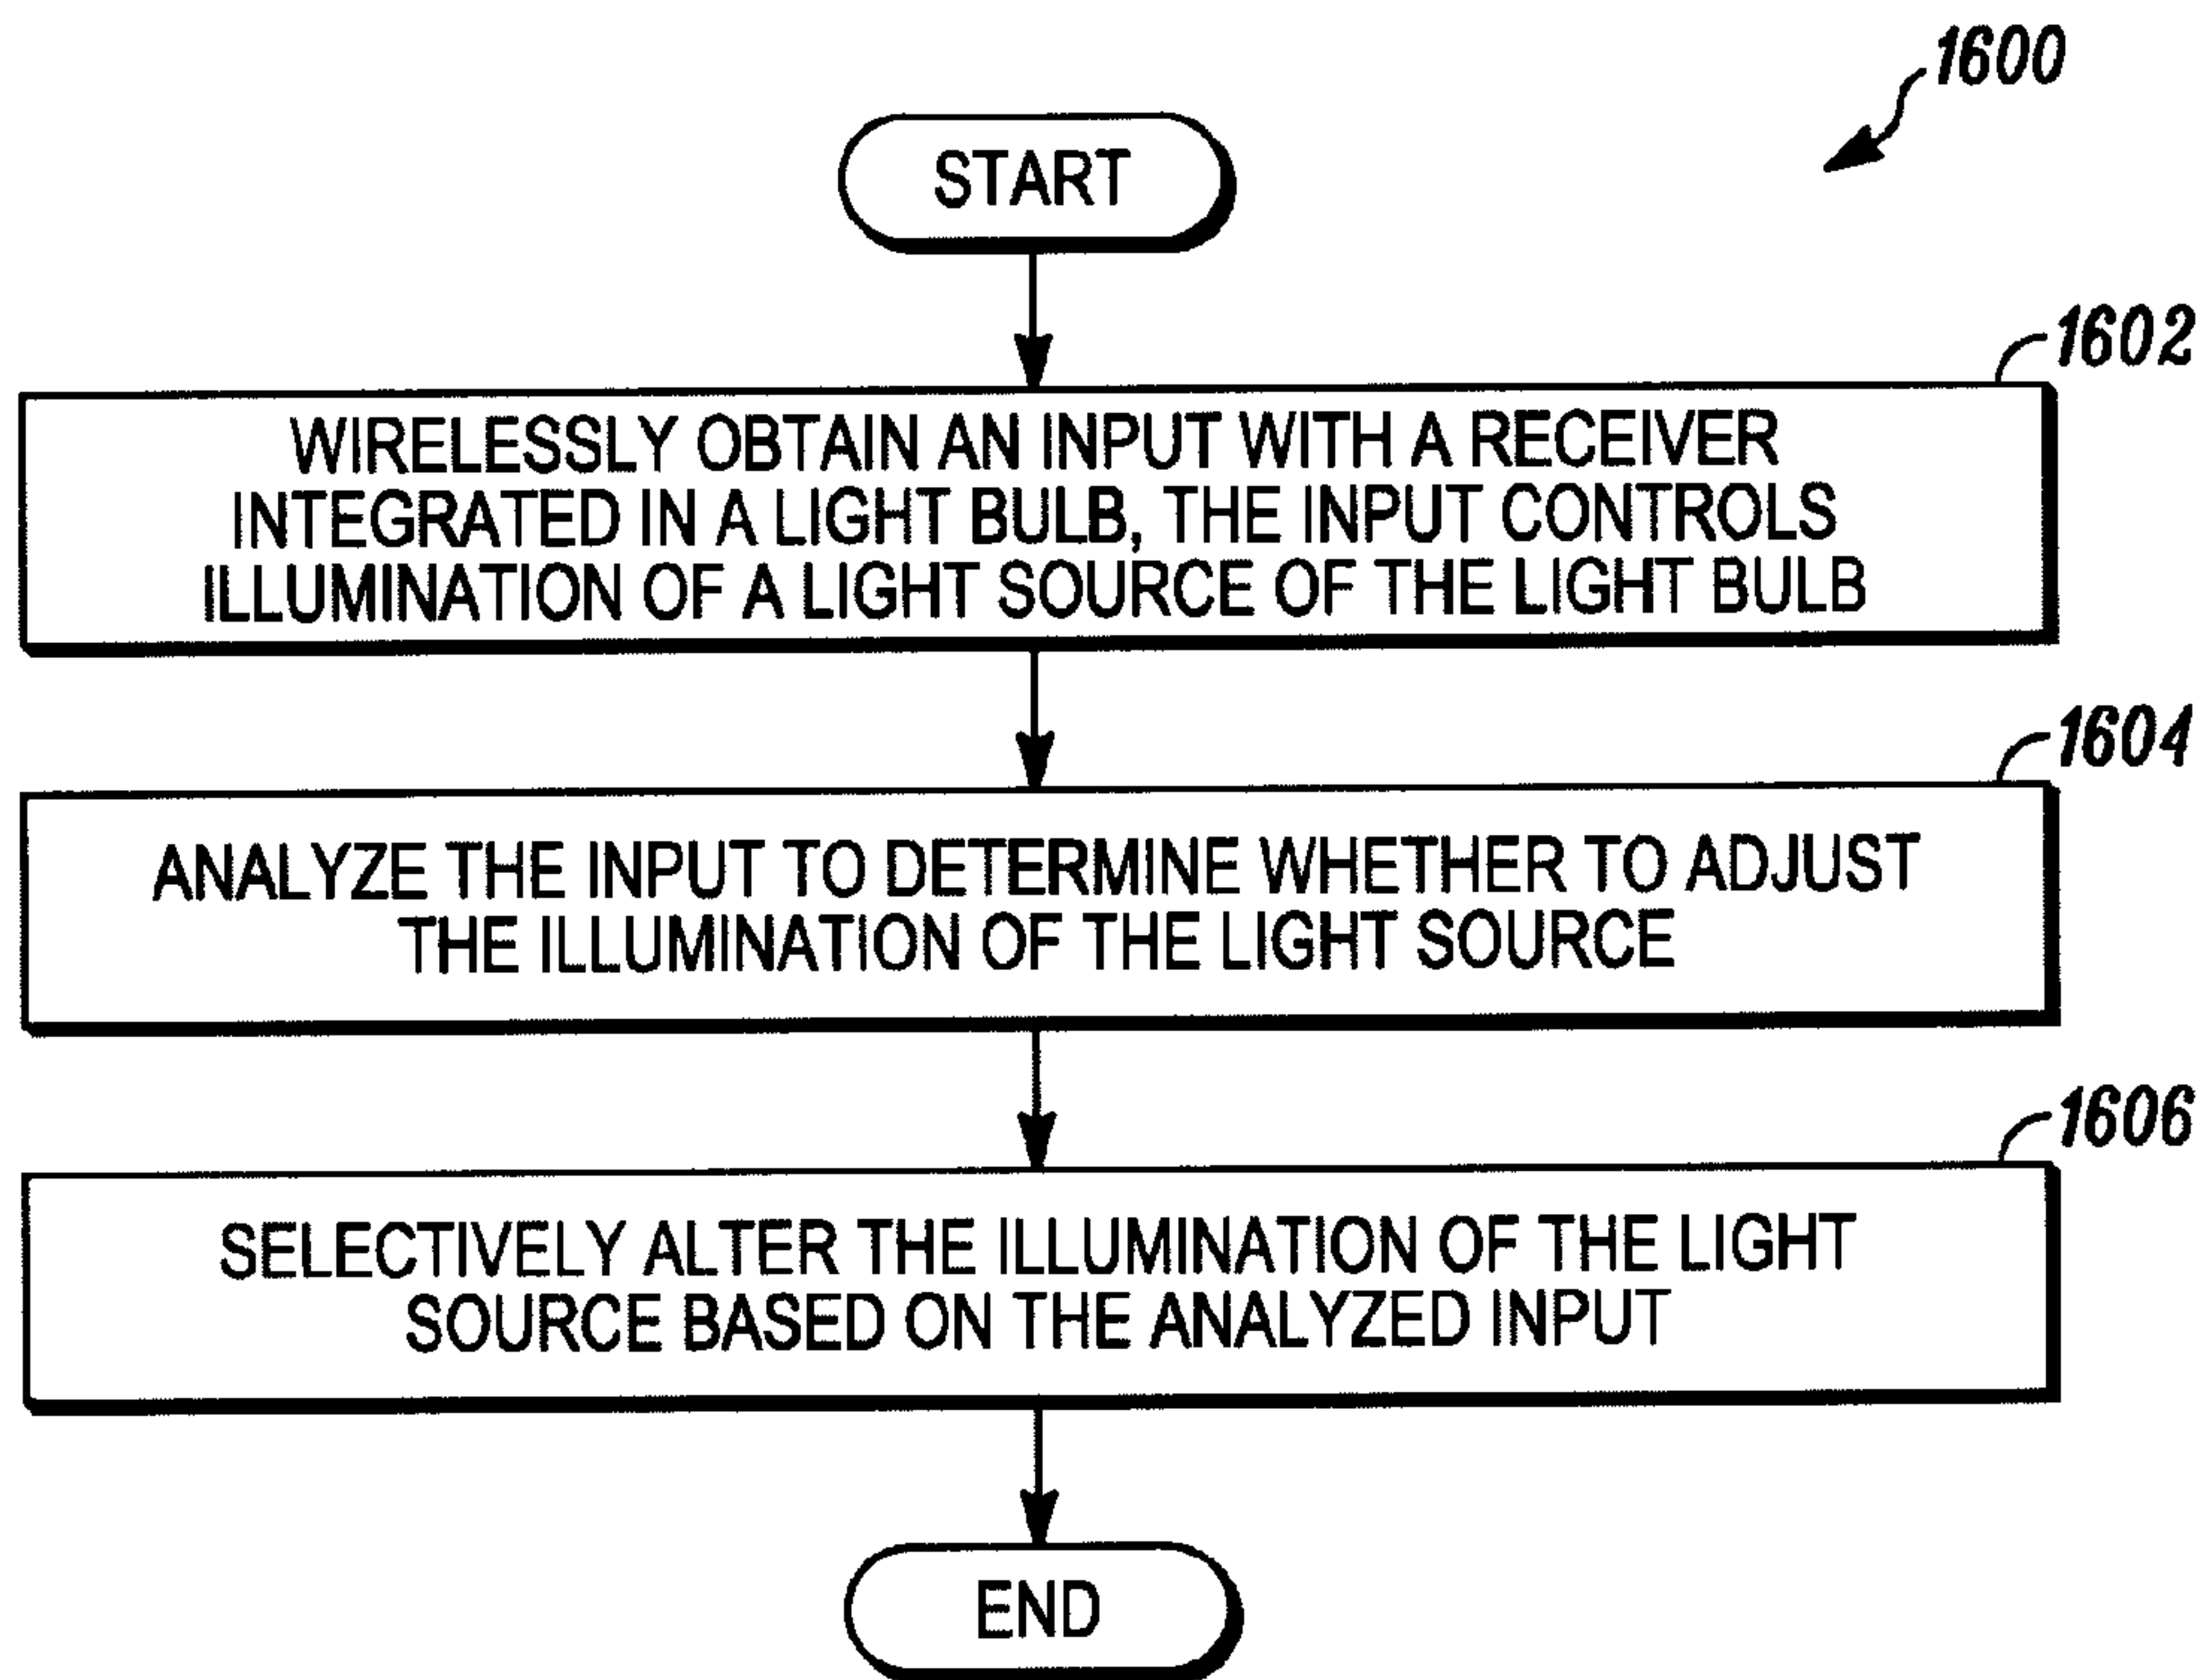 1600
START
1602
WIRELESSLY OBTAIN AN INPUT WITH A RECEIVER
INTEGRATED IN A LIGHT BULB, THE INPUT CONTROLS
ILLUMINATION OF A LIGHT SOURCE OF THE LIGHT BULB
1604
ANALYZE THE INPUT TO DETERMINE WHETHER TO ADJUST
THE ILLUMINATION OF THE LIGHT SOURCE
1606
SELECTIVELY ALTER THE ILLUMINATION OF THE LIGHT
SOURCE BASED ON THE ANALYZED INPUT
END